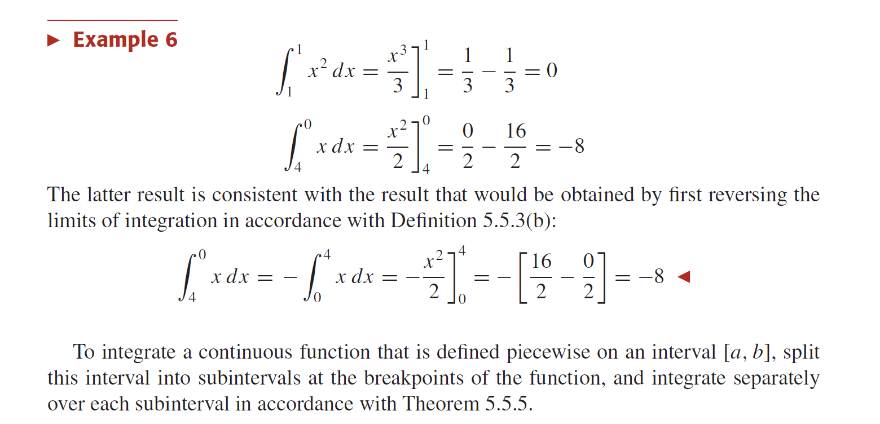 ▶ Example 6
∫₁¹ x² dx = x³/3 ]₁¹ = 1/3 − 1/3 = 0
∫₄⁰ x dx = x²/2 ]₄⁰ = 0/2 − 16/2 = −8
The latter result is consistent with the result that would be obtained by first reversing the
limits of integration in accordance with Definition 5.5.3(b):
∫₄⁰ x dx = − ∫₀⁴ x dx = − x²/2 ]₀⁴ = − [ 16/2 − 0/2 ] = −8 ◀
To integrate a continuous function that is defined piecewise on an interval [a, b], split
this interval into subintervals at the breakpoints of the function, and integrate separately
over each subinterval in accordance with Theorem 5.5.5.